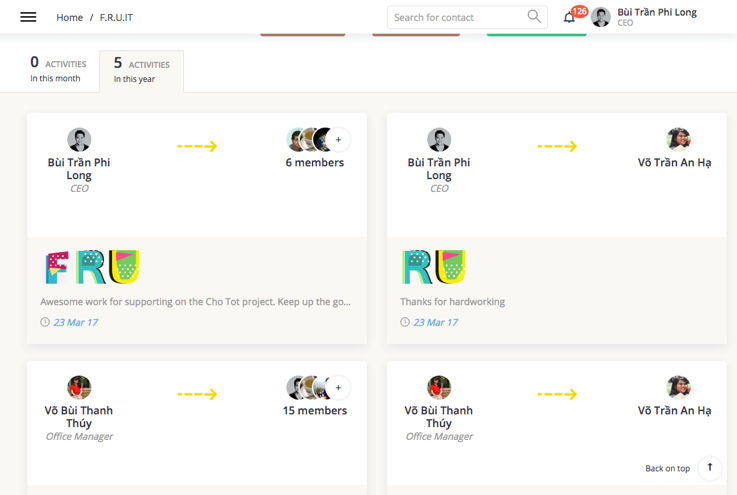 Home / F.R.U.IT
Search for contact
126
Bùi Trần Phi Long
CEO
0 ACTIVITIES
In this month
5 ACTIVITIES
In this year
Bùi Trần Phi
Long
CEO
+
6 members
FRU
Awesome work for supporting on the Cho Tot project. Keep up the go...
23 Mar 17
Bùi Trần Phi
Long
CEO
Võ Trần An Hạ
RU
Thanks for hardworking
23 Mar 17
Võ Bùi Thanh
Thúy
Office Manager
+
15 members
Võ Bùi Thanh
Thúy
Office Manager
Võ Trần An Hạ
Back on top